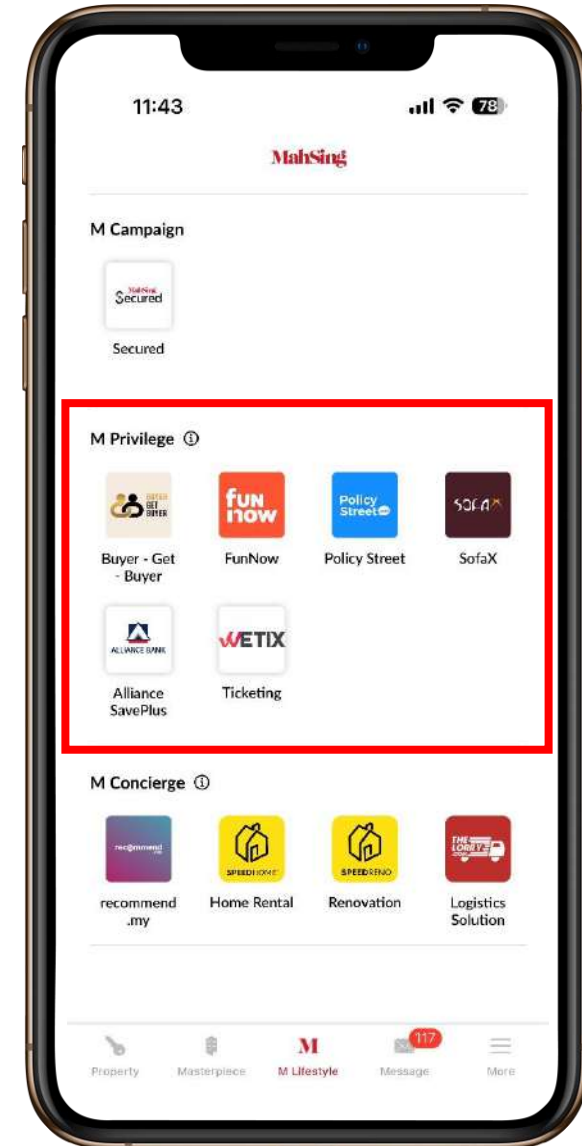 11:43
78
MahSing
M Campaign
MahSing
Secured
Secured
M Privilege
BUYER
GET
BUYER
FUN
now
Policy
Street
SOFA X
Buyer - Get
- Buyer
FunNow
Policy Street
SofaX
ALLIANCE BANK
WETIX
Alliance
SavePlus
Ticketing
M Concierge
recommend
SPEEDHOME
SPEEDRENO
THE
LORRY
recommend
.my
Home Rental
Renovation
Logistics
Solution
117
M
Property
Masterpiece
M Lifestyle
Message
More